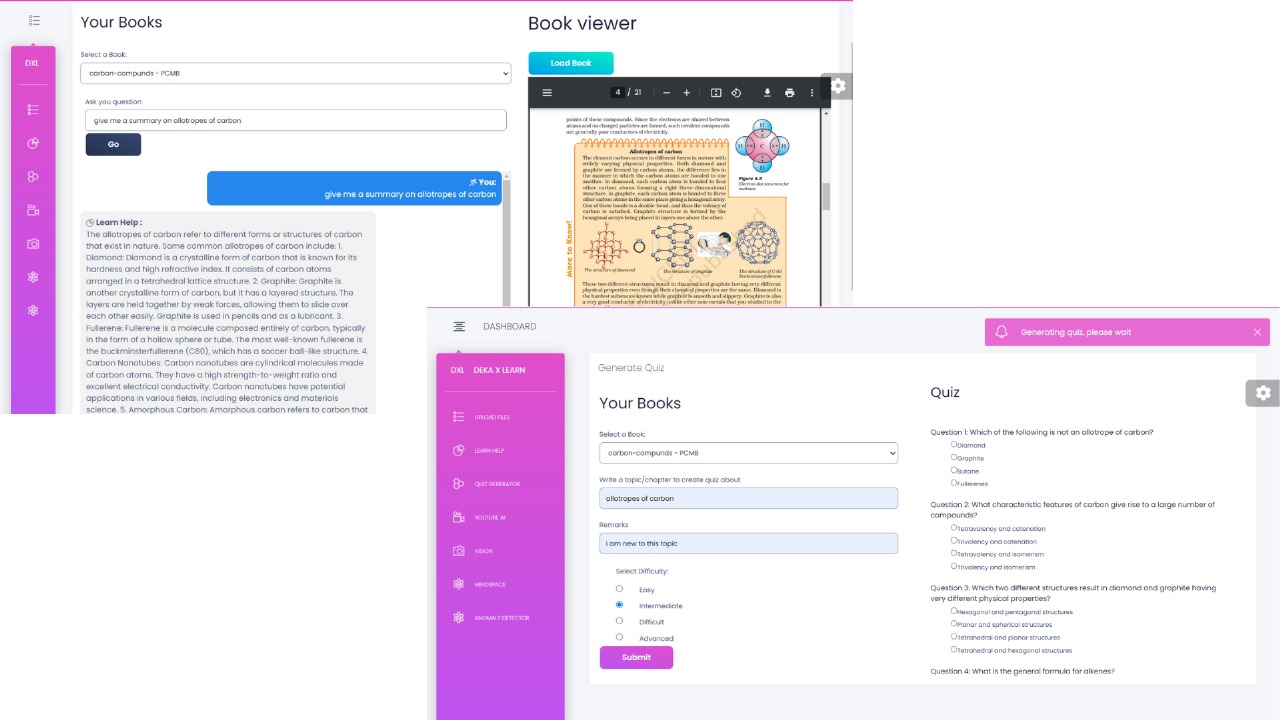 Your Books
Select a Book:
carbon-compunds - PCMB
Ask you question
give me a summary on allotropes of carbon
Go
You:
give me a summary on allotropes of carbon
Learn Help :
The allotropes of carbon refer to different forms or structures of carbon
that exist in nature. Some common allotropes of carbon include: 1.
Diamond: Diamond is a crystalline form of carbon that is known for its
hardness and high refractive index. It consists of carbon atoms
arranged in a tetrahedral lattice structure. 2. Graphite: Graphite is
another crystalline form of carbon, but it has a layered structure. The
layers are held together by weak forces, allowing them to slide over
each other easily. Graphite is used in pencils and as a lubricant. 3.
Fullerene: Fullerene is a molecule composed entirely of carbon, typically
in the form of a hollow sphere or tube. The most well-known fullerene is
the buckminsterfullerene (C60), which has a soccer ball-like structure. 4.
Carbon Nanotubes: Carbon nanotubes are cylindrical molecules made
of carbon atoms. They have a high strength-to-weight ratio and
excellent electrical conductivity. Carbon nanotubes have potential
applications in various fields, including electronics and materials
science. 5. Amorphous Carbon: Amorphous carbon refers to carbon that
DXL
Book viewer
Load Book
4 / 21
points of these compounds. Since the electrons are shared between
atoms and no charged particles are formed, such covalent compounds
are generally poor conductors of electricity.
Allotropes of carbon
The element carbon occurs in different forms in nature with
widely varying physical properties. Both diamond and
graphite are formed by carbon atoms, the difference lies in
the manner in which the carbon atoms are bonded to one
another. In diamond, each carbon atom is bonded to four
other carbon atoms forming a rigid three-dimensional
structure. In graphite, each carbon atom is bonded to three
other carbon atoms in the same plane giving a hexagonal array.
One of these bonds is a double-bond, and thus the valency of
carbon is satisfied. Graphite structure is formed by the
hexagonal arrays being placed in layers one above the other.
H
H
C
H
H
Figure 4.5
Electron dot structure for
methane
More to Know!
The structure of diamond
The structure of graphite
The structure of C-60
Buckminsterfullerene
These two different structures result in diamond and graphite having very different
physical properties even though their chemical properties are the same. Diamond is
the hardest substance known while graphite is smooth and slippery. Graphite is also
a very good conductor of electricity unlike other non-metals that you studied in the
DASHBOARD
Generating quiz, please wait
DXL DEKA X LEARN
UPLOAD FILES
LEARN HELP
QUIZ GENERATOR
YOUTUBE AI
VISION
MINDSPACE
ANOMALY DETECTOR
Generate Quiz
Your Books
Select a Book:
carbon-compunds - PCMB
Write a topic/chapter to create quiz about
allotropes of carbon
Remarks
i am new to this topic
Select Difficulty:
Easy
Intermediate
Difficult
Advanced
Submit
Quiz
Question 1: Which of the following is not an allotrope of carbon?
Diamond
Graphite
Butane
Fullerenes
Question 2: What characteristic features of carbon give rise to a large number of
compounds?
Tetravalency and catenation
Trivalency and catenation
Tetravalency and isomerism
Trivalency and isomerism
Question 3: Which two different structures result in diamond and graphite having
very different physical properties?
Hexagonal and pentagonal structures
Planar and spherical structures
Tetrahedral and planar structures
Tetrahedral and hexagonal structures
Question 4: What is the general formula for alkenes?